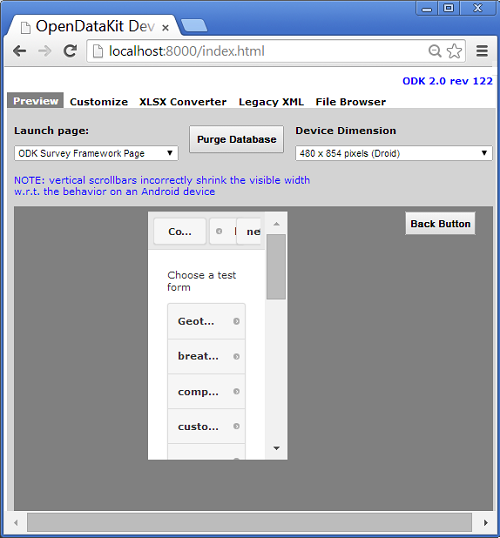 OpenDataKit Dev
localhost:8000/index.html
ODK 2.0 rev 122
Preview Customize XLSX Converter Legacy XML File Browser
Launch page: Purge Database Device Dimension
ODK Survey Framework Page 480 x 854 pixels (Droid)
NOTE: vertical scrollbars incorrectly shrink the visible width
w.r.t. the behavior on an Android device
Co... ne Back Button
Choose a test
form
Geot...
breat...
comp...
custo...